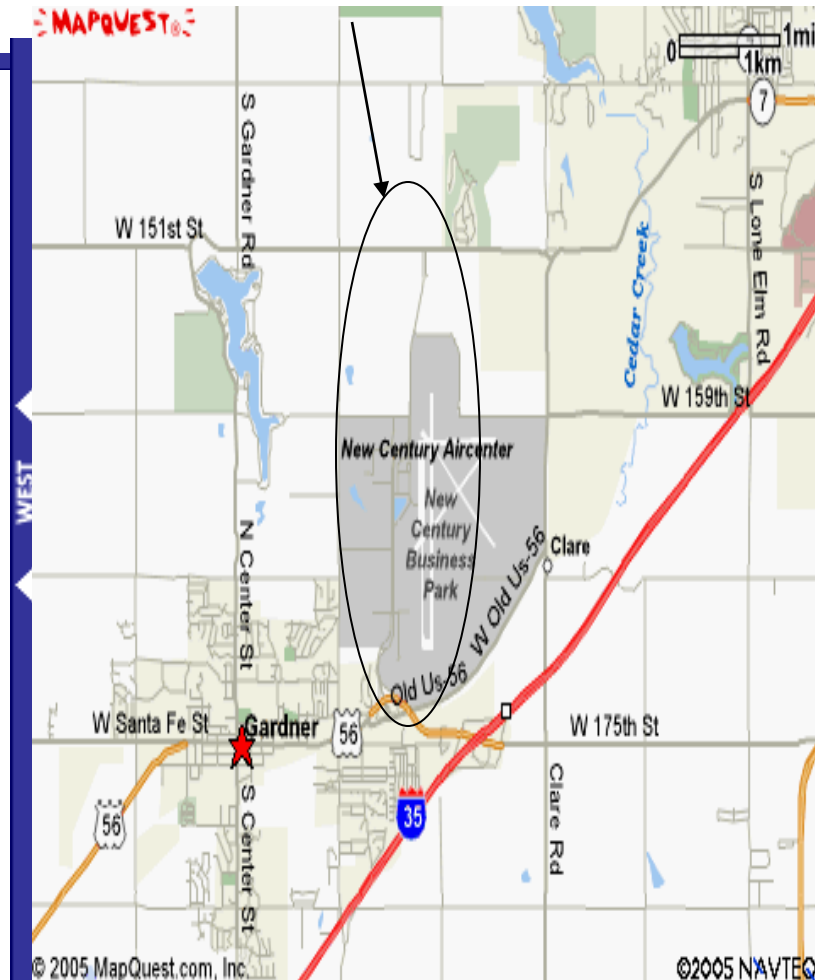 MAPQUEST®
0
1mi
1km
7
S Gardner Rd
W 151st St
S Lone Elm Rd
Cedar Creek
W 159th St
New Century Aircenter
New
Century
Business
Park
WEST
N Center St
Clare
W Old Us-56
Old Us-56
W Santa Fe St
Gardner
56
W 175th St
56
35
S Center St
Clare Rd
© 2005 MapQuest.com, Inc.
©2005 NAVTEQ